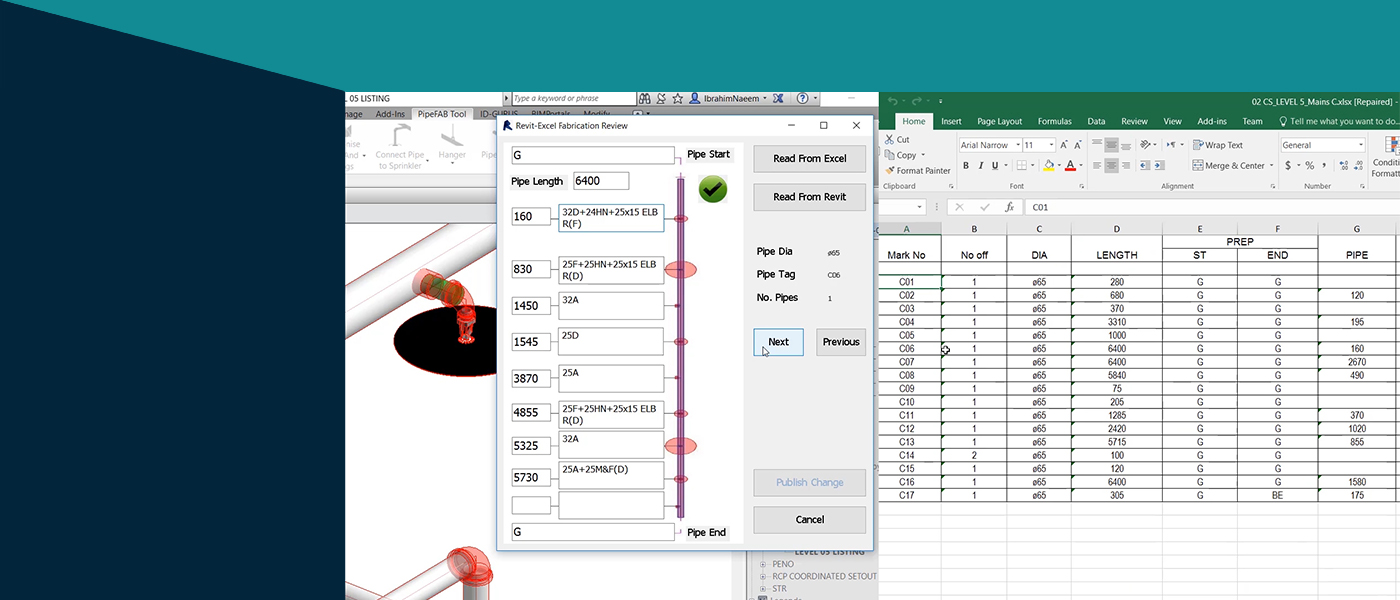 L 05 LISTING
Type a keyword or phrase
IbrahimNaeem
nage Add-Ins PipeFAB Tool
Connect Pipe
to Sprinkler
Hanger
Revit-Excel Fabrication Review
G
Pipe Start
Pipe Length 6400
160
32D+24HN+25x15 ELB
R(F)
830
25F+25HN+25x15 ELB
R(D)
1450 32A
1545 25D
3870 25A
4855
25F+25HN+25x15 ELB
R(D)
5325 32A
5730 25A+25M&F(D)
G
Pipe End
Read From Excel
Read From Revit
Pipe Dia ø65
Pipe Tag C06
No. Pipes 1
Next Previous
Publish Change
Cancel
LEVEL 05 LISTING
PENO
RCP COORDINATED SETOUT
STR
Legends
02 CS_LEVEL 5_Mains C.xlsx [Repaired] -
Home Insert Page Layout Formulas Data Review View Add-ins Team Tell me what you want to do...
Cut
Copy
Format Painter
Clipboard
Arial Narrow 11
B I U
Font
Wrap Text
Merge & Center
Alignment
General
$ % ,
Number
Conditi
Formatt
fx C01
A B C D E F G
PREP
Mark No No off DIA LENGTH ST END PIPE
C01 1 ø65 280 G G
C02 1 ø65 680 G G 120
C03 1 ø65 370 G G
C04 1 ø65 3310 G G 195
C05 1 ø65 1000 G G
C06 1 ø65 6400 G G 160
C07 1 ø65 6400 G G 2670
C08 1 ø65 5840 G G 490
C09 1 ø65 75 G G
C10 1 ø65 205 G G
C11 1 ø65 1285 G G 370
C12 1 ø65 2420 G G 1020
C13 1 ø65 5715 G G 855
C14 2 ø65 100 G G
C15 1 ø65 120 G G
C16 1 ø65 6400 G G 1580
C17 1 ø65 305 G BE 175